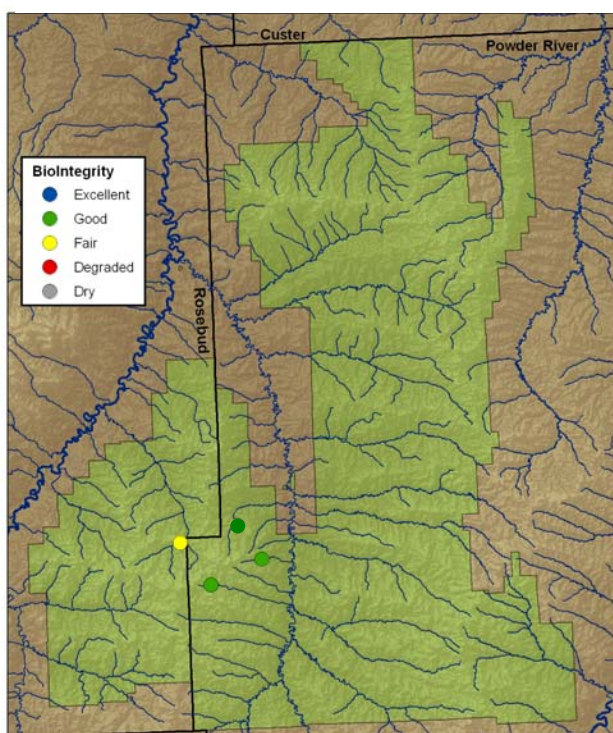 Custer
Powder River
BioIntegrity
Excellent
Good
Fair
Degraded
Dry
Rosebud